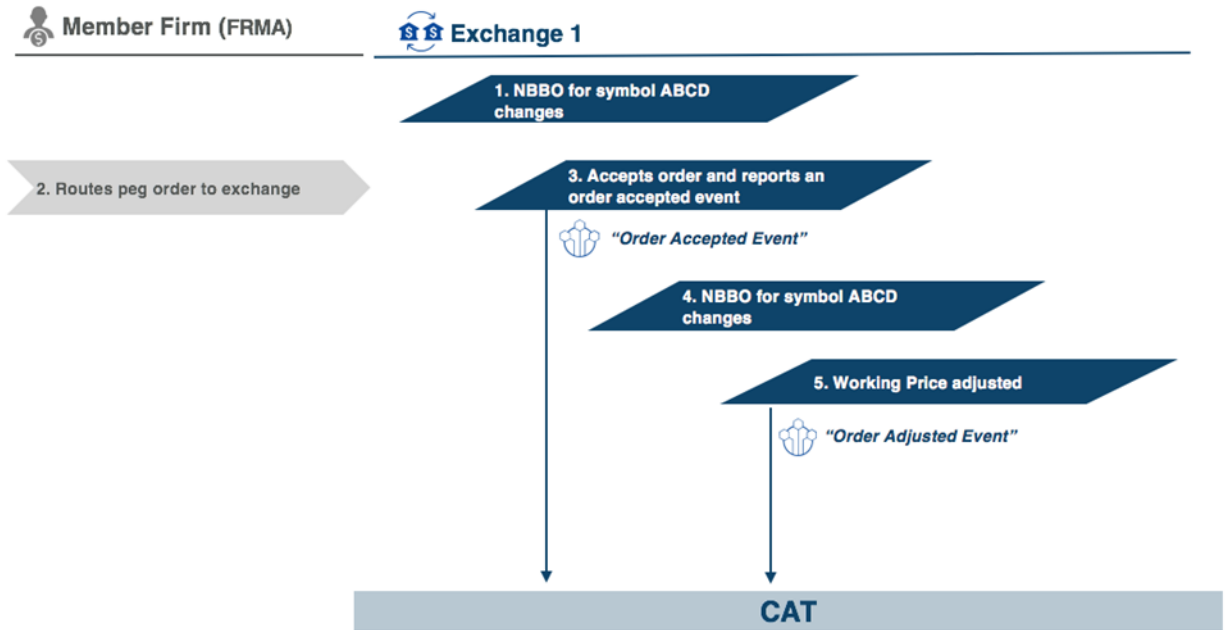 Member Firm (FRMA)
Exchange 1
1. NBBO for symbol ABCD
changes
2. Routes peg order to exchange
3. Accepts order and reports an
order accepted event
“Order Accepted Event”
4. NBBO for symbol ABCD
changes
5. Working Price adjusted
“Order Adjusted Event”
CAT